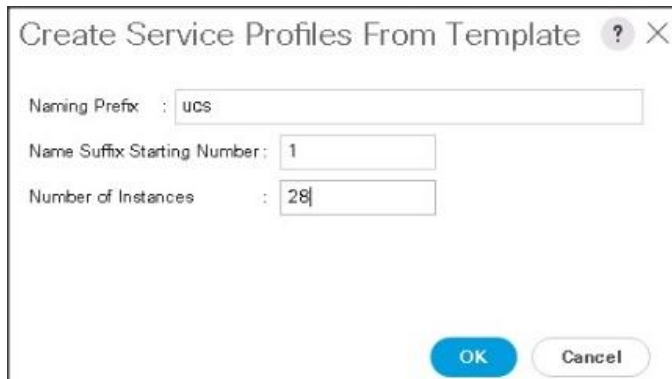 Create Service Profiles From Template ? ×
Naming Prefix : ucs
Name Suffix Starting Number : 1
Number of Instances : 28
OK Cancel